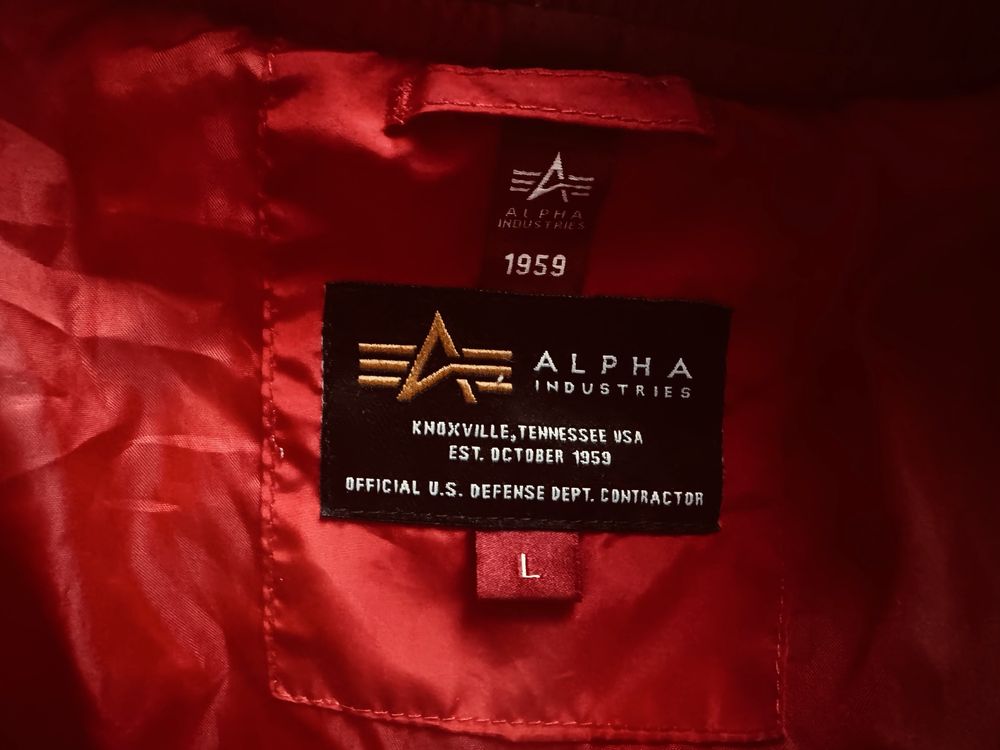 ALPHA
INDUSTRIES
1959
ALPHA
INDUSTRIES
KNOXVILLE, TENNESSEE USA
EST. OCTOBER 1959
OFFICIAL U.S. DEFENSE DEPT. CONTRACTOR
L